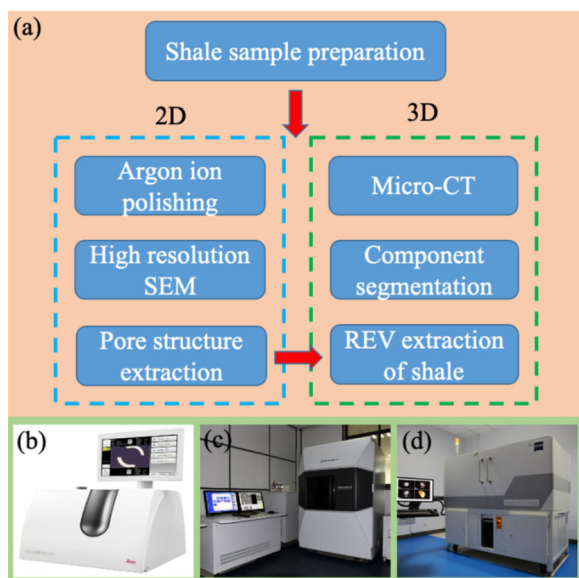 (a)
Shale sample preparation
2D
3D
Argon ion
polishing
High resolution
SEM
Pore structure
extraction
Micro-CT
Component
segmentation
REV extraction
of shale
(b)
(c)
(d)
Leica